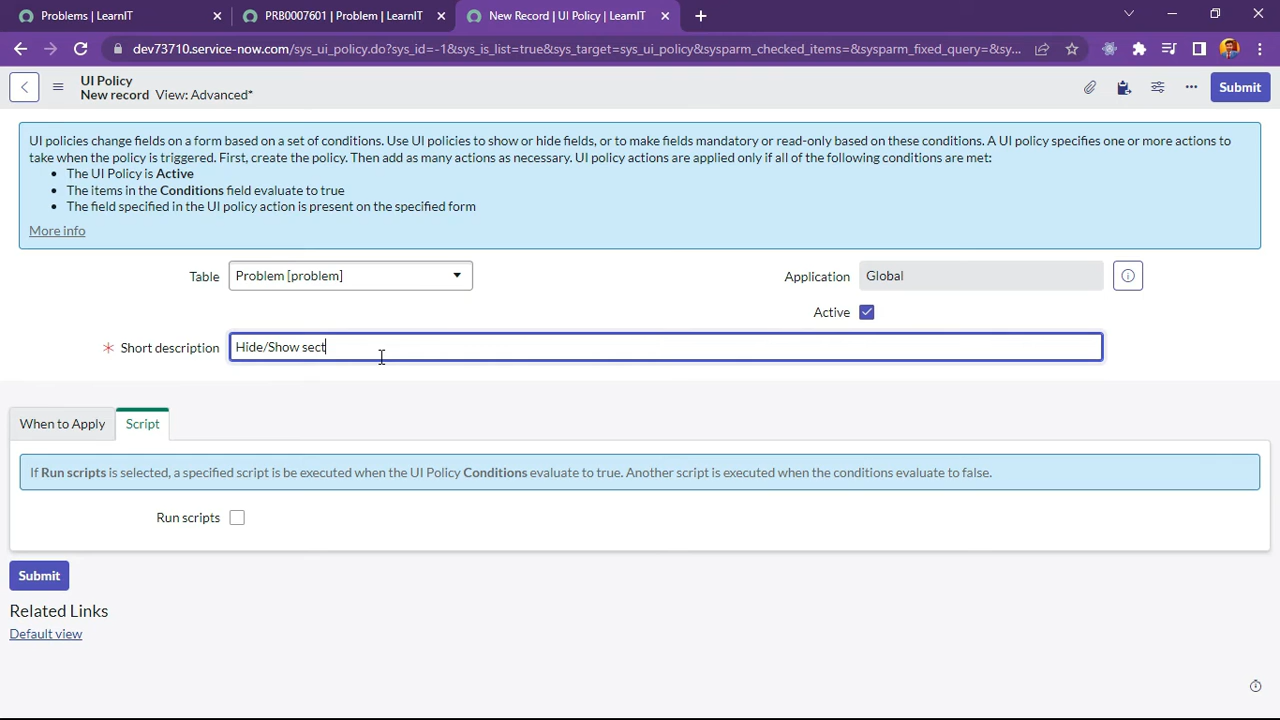 Problems | LearnIT
PRB0007601 | Problem | LearnIT
New Record | UI Policy | LearnIT
dev73710.service-now.com/sys_ui_policy.do?sys_id=-1&sys_is_list=true&sys_target=sys_ui_policy&sysparm_checked_items=&sysparm_fixed_query=&sy...
UI Policy
New record View: Advanced*
Submit
UI policies change fields on a form based on a set of conditions. Use UI policies to show or hide fields, or to make fields mandatory or read-only based on these conditions. A UI policy specifies one or more actions to
take when the policy is triggered. First, create the policy. Then add as many actions as necessary. UI policy actions are applied only if all of the following conditions are met:
• The UI Policy is Active
• The items in the Conditions field evaluate to true
• The field specified in the UI policy action is present on the specified form
More info
Table Problem [problem] Application Global
Active
Short description Hide/Show sect
When to Apply Script
If Run scripts is selected, a specified script is be executed when the UI Policy Conditions evaluate to true. Another script is executed when the conditions evaluate to false.
Run scripts
Submit
Related Links
Default view